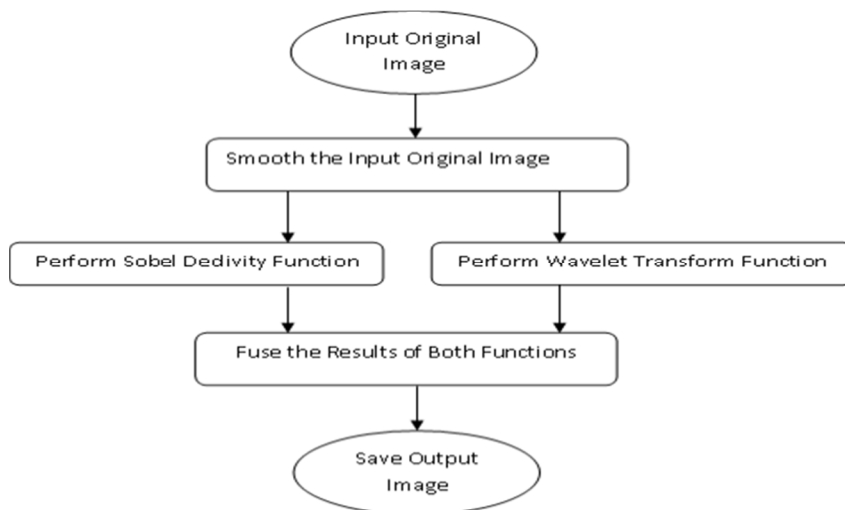 Input Original
Image
Smooth the Input Original Image
Perform Sobel Dedivity Function
Perform Wavelet Transform Function
Fuse the Results of Both Functions
Save Output
Image